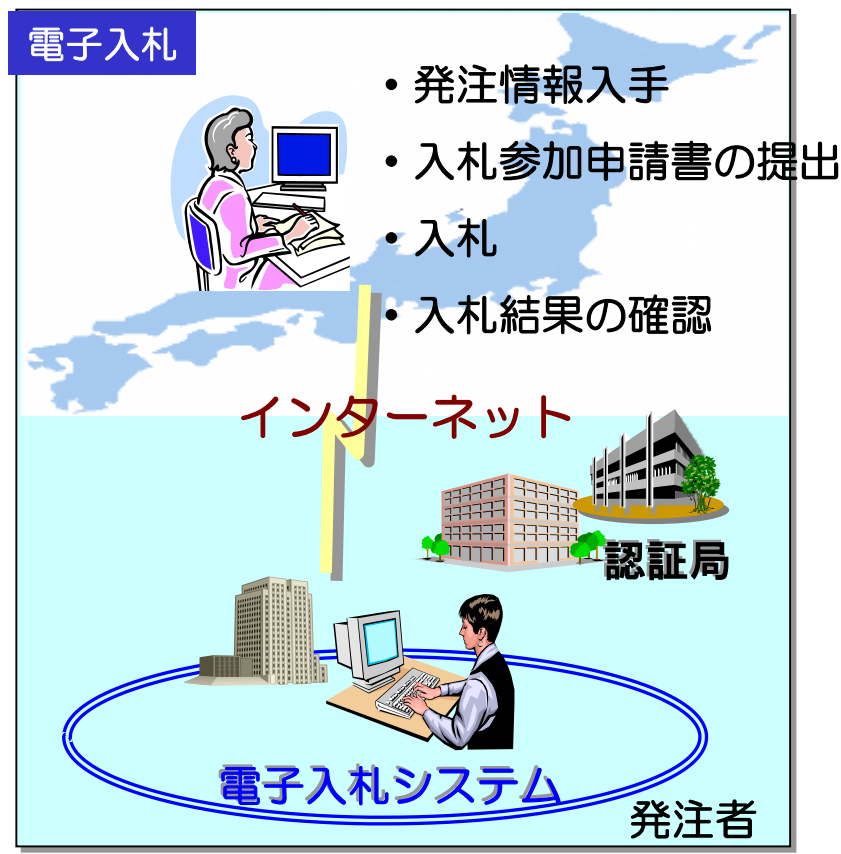 電子入札
・発注情報入手
・入札参加申請書の提出
・入札
・入札結果の確認
インターネット
認証局
電子入札システム
発注者